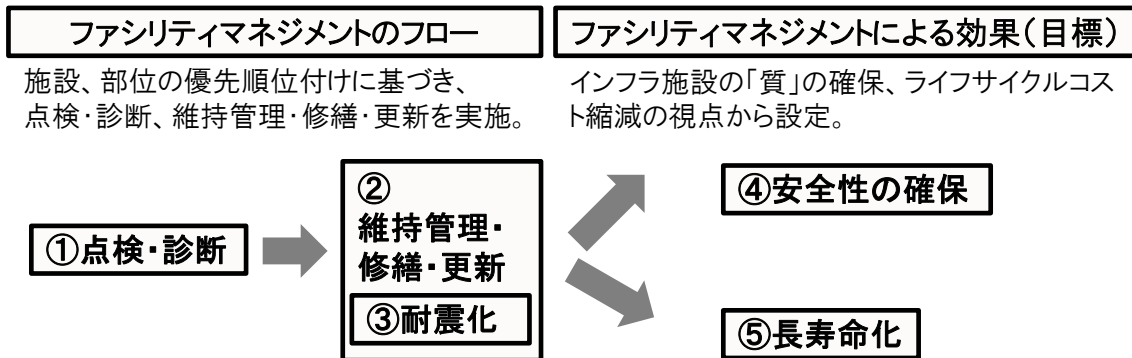 ファシリティマネジメントのフロー
施設、部位の優先順位付けに基づき、
点検・診断、維持管理・修繕・更新を実施。
ファシリティマネジメントによる効果(目標)
インフラ施設の「質」の確保、ライフサイクルコス
ト縮減の視点から設定。
①点検・診断
②
維持管理・
修繕・更新
③耐震化
④安全性の確保
⑤長寿命化